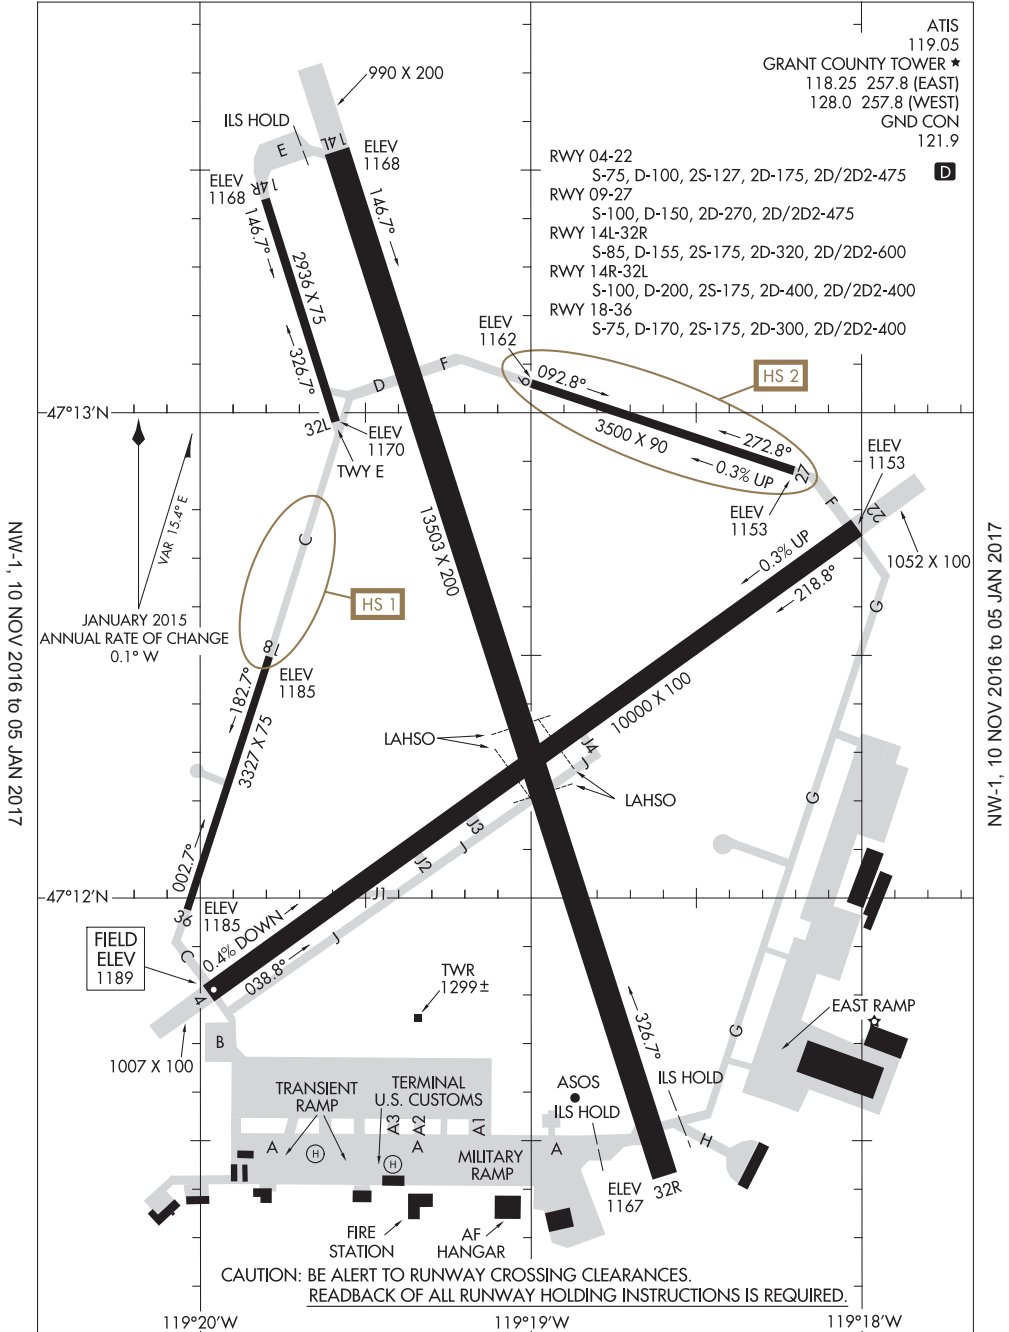 ATIS
119.05
GRANT COUNTY TOWER ★
118.25 257.8 (EAST)
128.0 257.8 (WEST)
GND CON
121.9
D
990 X 200
ILS HOLD
E
14L
ELEV
1168
ELEV
1168
14R
146.7°
146.7°
2936 X 75
326.7°
RWY 04-22
S-75, D-100, 2S-127, 2D-175, 2D/2D2-475
RWY 09-27
S-100, D-150, 2D-270, 2D/2D2-475
RWY 14L-32R
S-85, D-155, 2S-175, 2D-320, 2D/2D2-600
RWY 14R-32L
S-100, D-200, 2S-175, 2D-400, 2D/2D2-400
RWY 18-36
S-75, D-170, 2S-175, 2D-300, 2D/2D2-400
ELEV
1162
HS 2
D
F
9
092.8°
3500 X 90
272.8°
0.3% UP
27
ELEV
1153
ELEV
1153
F
22
1052 X 100
47°13'N
32L
ELEV
1170
TWY E
VAR 15.4° E
JANUARY 2015
ANNUAL RATE OF CHANGE
0.1° W
C
HS 1
13503 X 200
0.3% UP
218.8°
G
18
ELEV
1185
182.7°
3327 X 75
10000 X 100
LAHSO
LAHSO
J4
J
J3
J
J2
J1
J
G
002.7°
47°12'N
36
ELEV
1185
C
FIELD
ELEV
1189
0.4% DOWN
038.8°
4
1007 X 100
B
TWR
1299±
326.7°
G
EAST RAMP
TRANSIENT
RAMP
TERMINAL
U.S. CUSTOMS
ASOS
ILS HOLD
ILS HOLD
A3
A2
A1
A
H
A
H
MILITARY
RAMP
A
H
ELEV
1167
32R
FIRE
STATION
AF
HANGAR
CAUTION: BE ALERT TO RUNWAY CROSSING CLEARANCES.
READBACK OF ALL RUNWAY HOLDING INSTRUCTIONS IS REQUIRED.
119°20'W
119°19'W
119°18'W
NW-1, 10 NOV 2016 to 05 JAN 2017
NW-1, 10 NOV 2016 to 05 JAN 2017